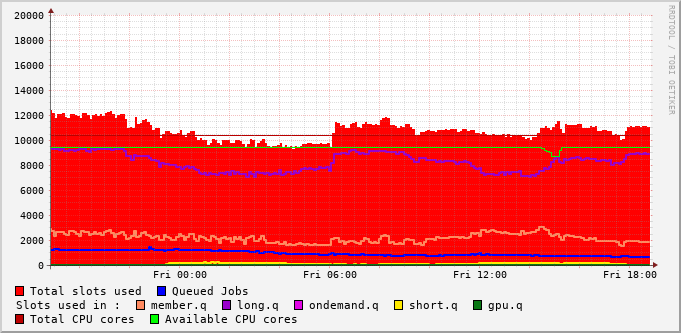 20000
18000
16000
14000
12000
10000
8000
6000
4000
2000
0
Fri 00:00 Fri 06:00 Fri 12:00 Fri 18:00
RRDTOOL / TOBI OETIKER
Total slots used Queued Jobs
Slots used in : member.q long.q ondemand.q short.q gpu.q
Total CPU cores Available CPU cores